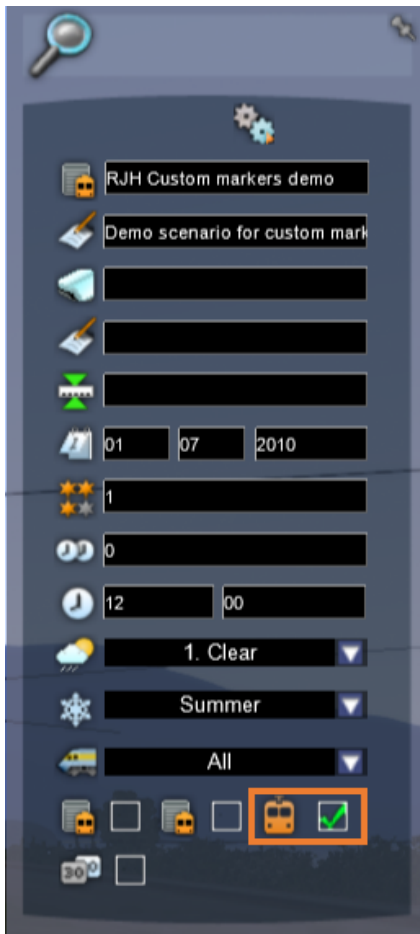 RJH Custom markers demo
Demo scenario for custom mark
01 07 2010
1
0
12 00
1. Clear
Summer
All
30